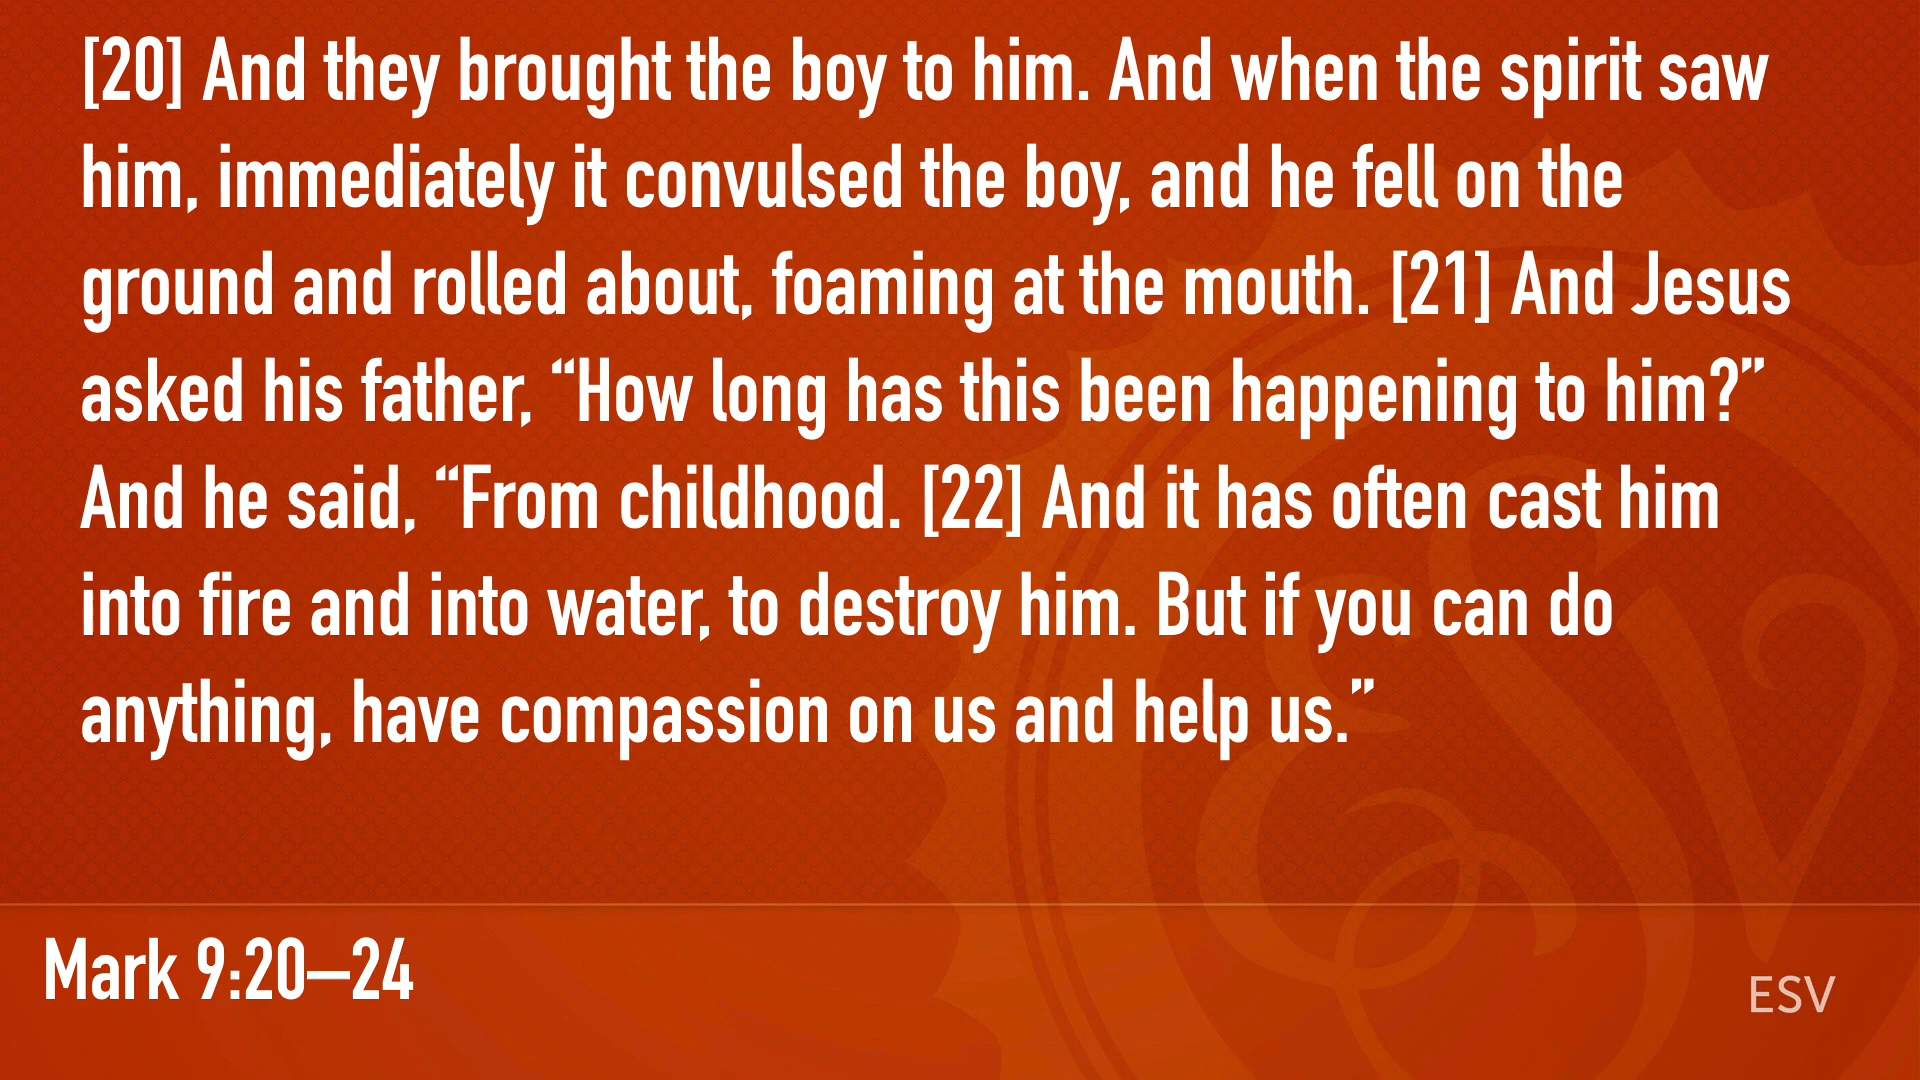 [20] And they brought the boy to him. And when the spirit saw
him, immediately it convulsed the boy, and he fell on the
ground and rolled about, foaming at the mouth. [21] And Jesus
asked his father, “How long has this been happening to him?”
And he said, “From childhood. [22] And it has often cast him
into fire and into water, to destroy him. But if you can do
anything, have compassion on us and help us.”
Mark 9:20—24
ESV